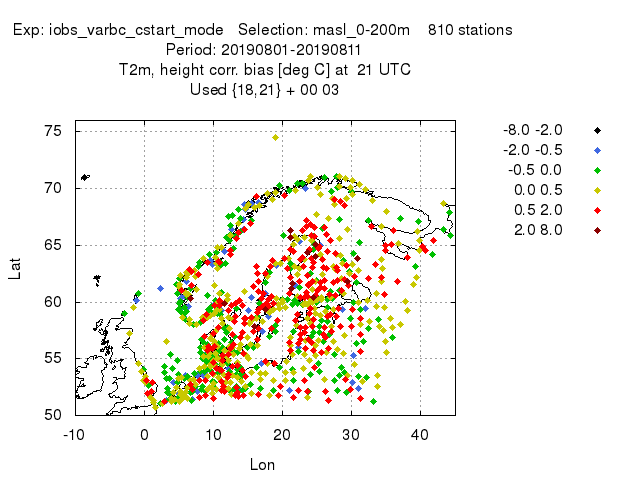 Exp: iobs_varbc_cstart_mode   Selection: masl_0-200m    810 stations
Period: 20190801-20190811
T2m, height corr. bias [deg C] at  21 UTC
Used {18,21} + 00 03
-8.0 -2.0
-2.0 -0.5
-0.5 0.0
0.0 0.5
0.5 2.0
2.0 8.0
75
70
65
60
55
50
Lat
-10 0 10 20 30 40
Lon